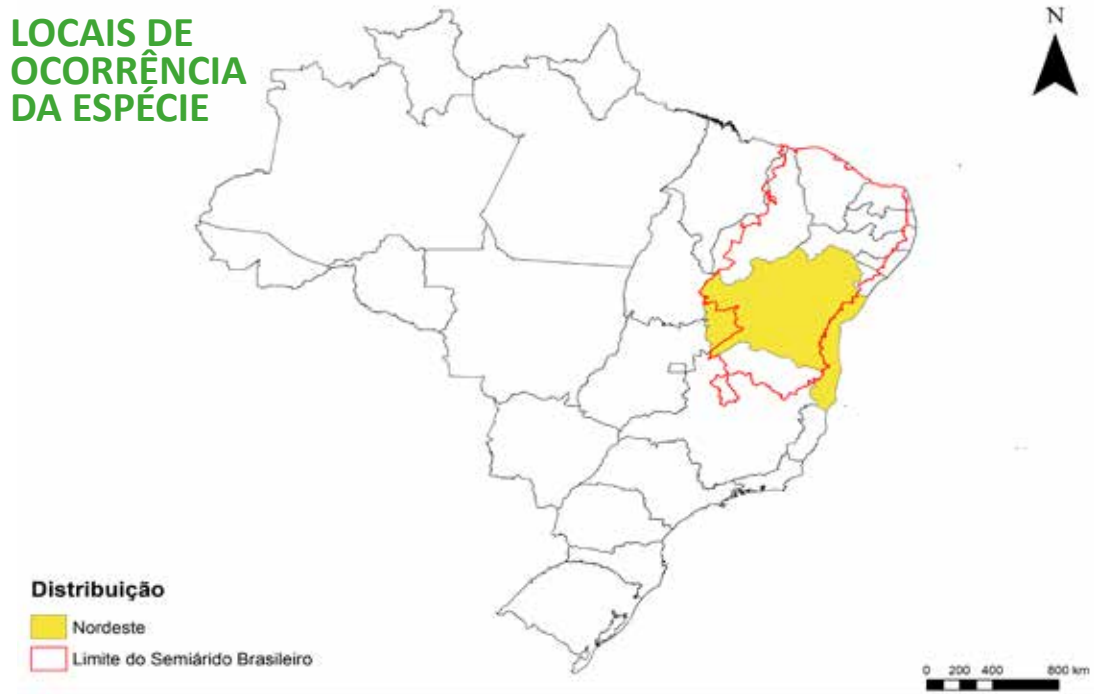 LOCAIS DE
OCORRÊNCIA
DA ESPÉCIE
N
Distribuição
Nordeste
Limite do Semiárido Brasileiro
0 200 400 800 km